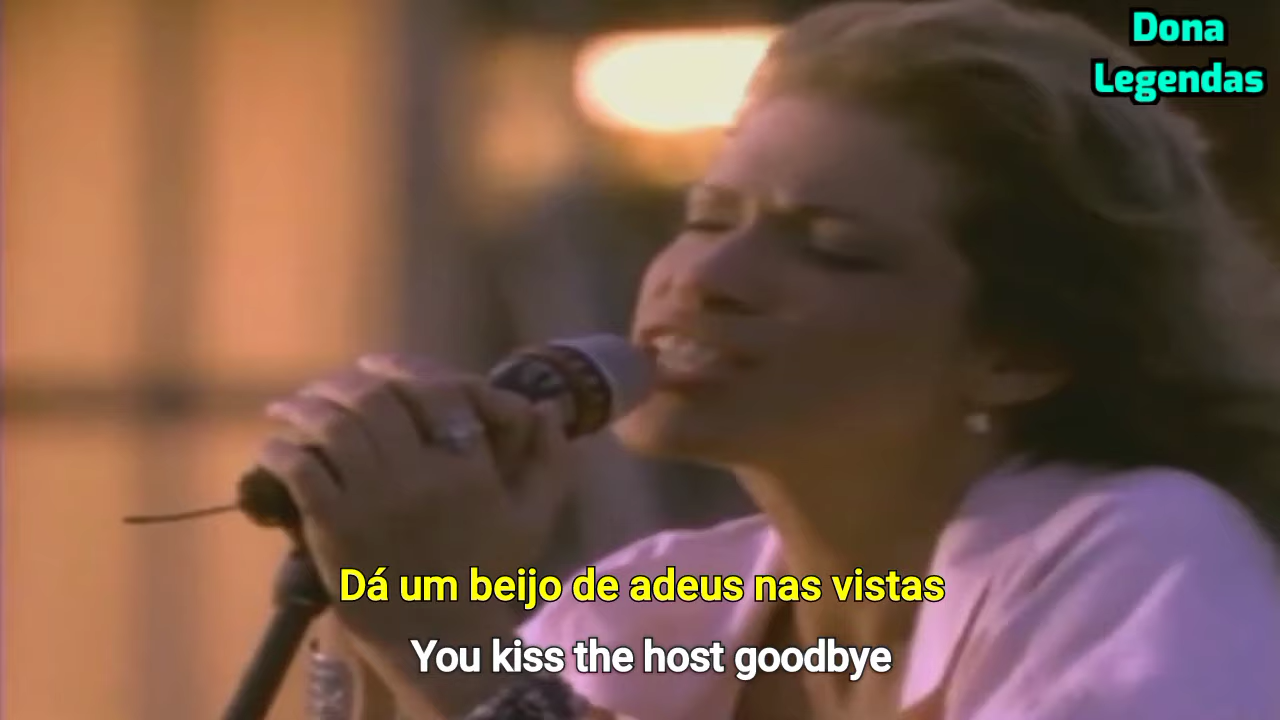 Dona
Legendas
Dá um beijo de adeus nas vistas
You kiss the host goodbye